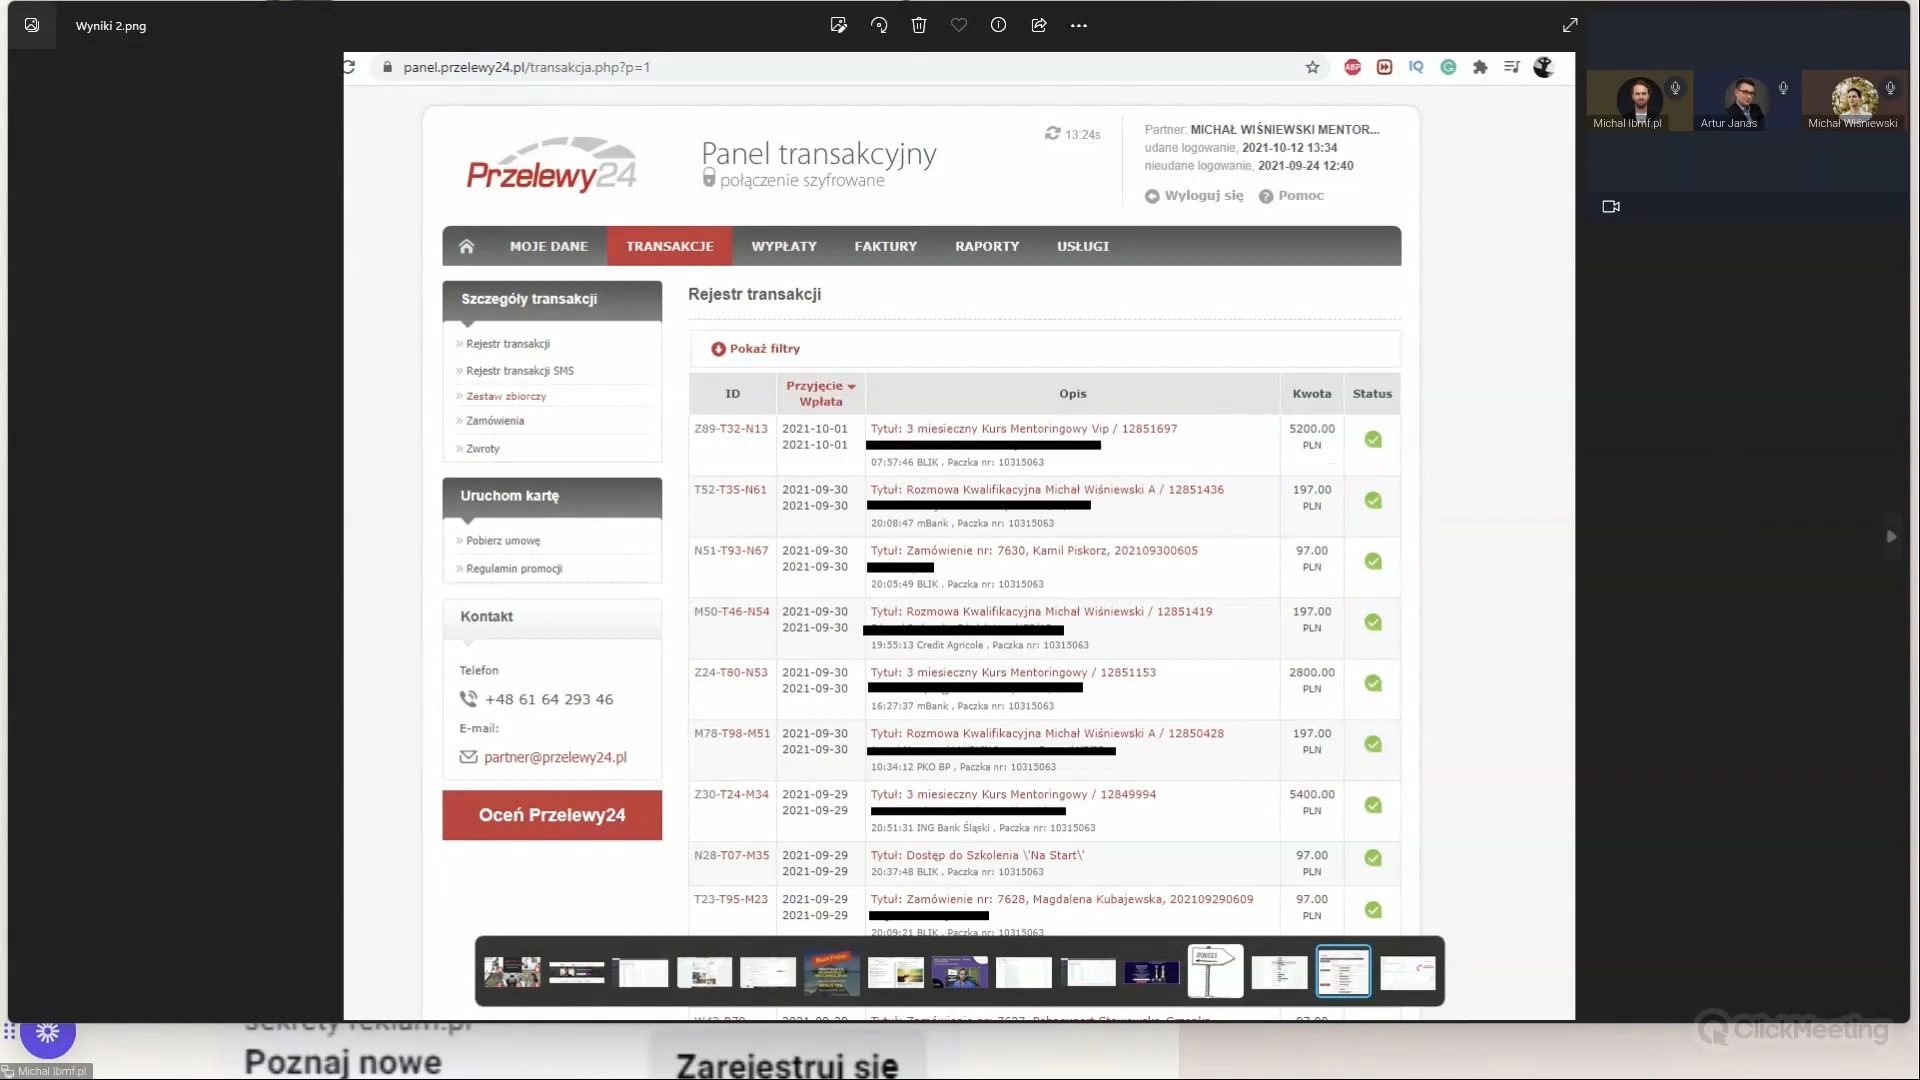 Wyniki 2.png
panel.przelewy24.pl/transakcja.php?p=1
ABP
IQ
Michal lbmf.pl
Artur Janas
Michał Wiśniewski
Przelewy24
Panel transakcyjny
połączenie szyfrowane
13:24s
Partner: MICHAŁ WIŚNIEWSKI MENTOR...
udane logowanie, 2021-10-12 13:34
nieudane logowanie, 2021-09-24 12:40
Wyloguj się
Pomoc
MOJE DANE
TRANSAKCJE
WYPŁATY
FAKTURY
RAPORTY
USŁUGI
Szczegóły transakcji
» Rejestr transakcji
» Rejestr transakcji SMS
» Zestaw zbiorczy
» Zamówienia
» Zwroty
Uruchom kartę
» Pobierz umowę
» Regulamin promocji
Kontakt
Telefon
+48 61 64 293 46
E-mail:
partner@przelewy24.pl
Oceń Przelewy24
Rejestr transakcji
Pokaż filtry
ID
Przyjęcie
Wpłata
Opis
Kwota
Status
Z89-T32-N13
2021-10-01
2021-10-01
Tytuł: 3 miesieczny Kurs Mentoringowy Vip / 12851697
07:57:46 BLIK , Paczka nr: 10315063
5200.00
PLN
T52-T35-N61
2021-09-30
2021-09-30
Tytuł: Rozmowa Kwalifikacyjna Michał Wiśniewski A / 12851436
20:08:47 mBank , Paczka nr: 10315063
197.00
PLN
N51-T93-N67
2021-09-30
2021-09-30
Tytuł: Zamówienie nr: 7630, Kamil Piskorz, 202109300605
20:05:49 BLIK , Paczka nr: 10315063
97.00
PLN
M50-T46-N54
2021-09-30
2021-09-30
Tytuł: Rozmowa Kwalifikacyjna Michał Wiśniewski / 12851419
19:55:13 Credit Agricole , Paczka nr: 10315063
197.00
PLN
Z24-T80-N53
2021-09-30
2021-09-30
Tytuł: 3 miesieczny Kurs Mentoringowy / 12851153
16:27:37 mBank , Paczka nr: 10315063
2800.00
PLN
M78-T98-M51
2021-09-30
2021-09-30
Tytuł: Rozmowa Kwalifikacyjna Michał Wiśniewski A / 12850428
10:34:12 PKO BP , Paczka nr: 10315063
197.00
PLN
Z30-T24-M34
2021-09-29
2021-09-29
Tytuł: 3 miesieczny Kurs Mentoringowy / 12849994
20:51:31 ING Bank Śląski , Paczka nr: 10315063
5400.00
PLN
N28-T07-M35
2021-09-29
2021-09-29
Tytuł: Dostęp do Szkolenia \'Na Start\'
20:37:48 BLIK , Paczka nr: 10315063
97.00
PLN
T23-T95-M23
2021-09-29
2021-09-29
Tytuł: Zamówienie nr: 7628, Magdalena Kubajewska, 202109290609
20:09:21 BLIK , Paczka nr: 10315063
97.00
PLN
SUKCES
Poznaj nowe
Zarejestruj się
ClickMeeting
Michal lbmf.pl